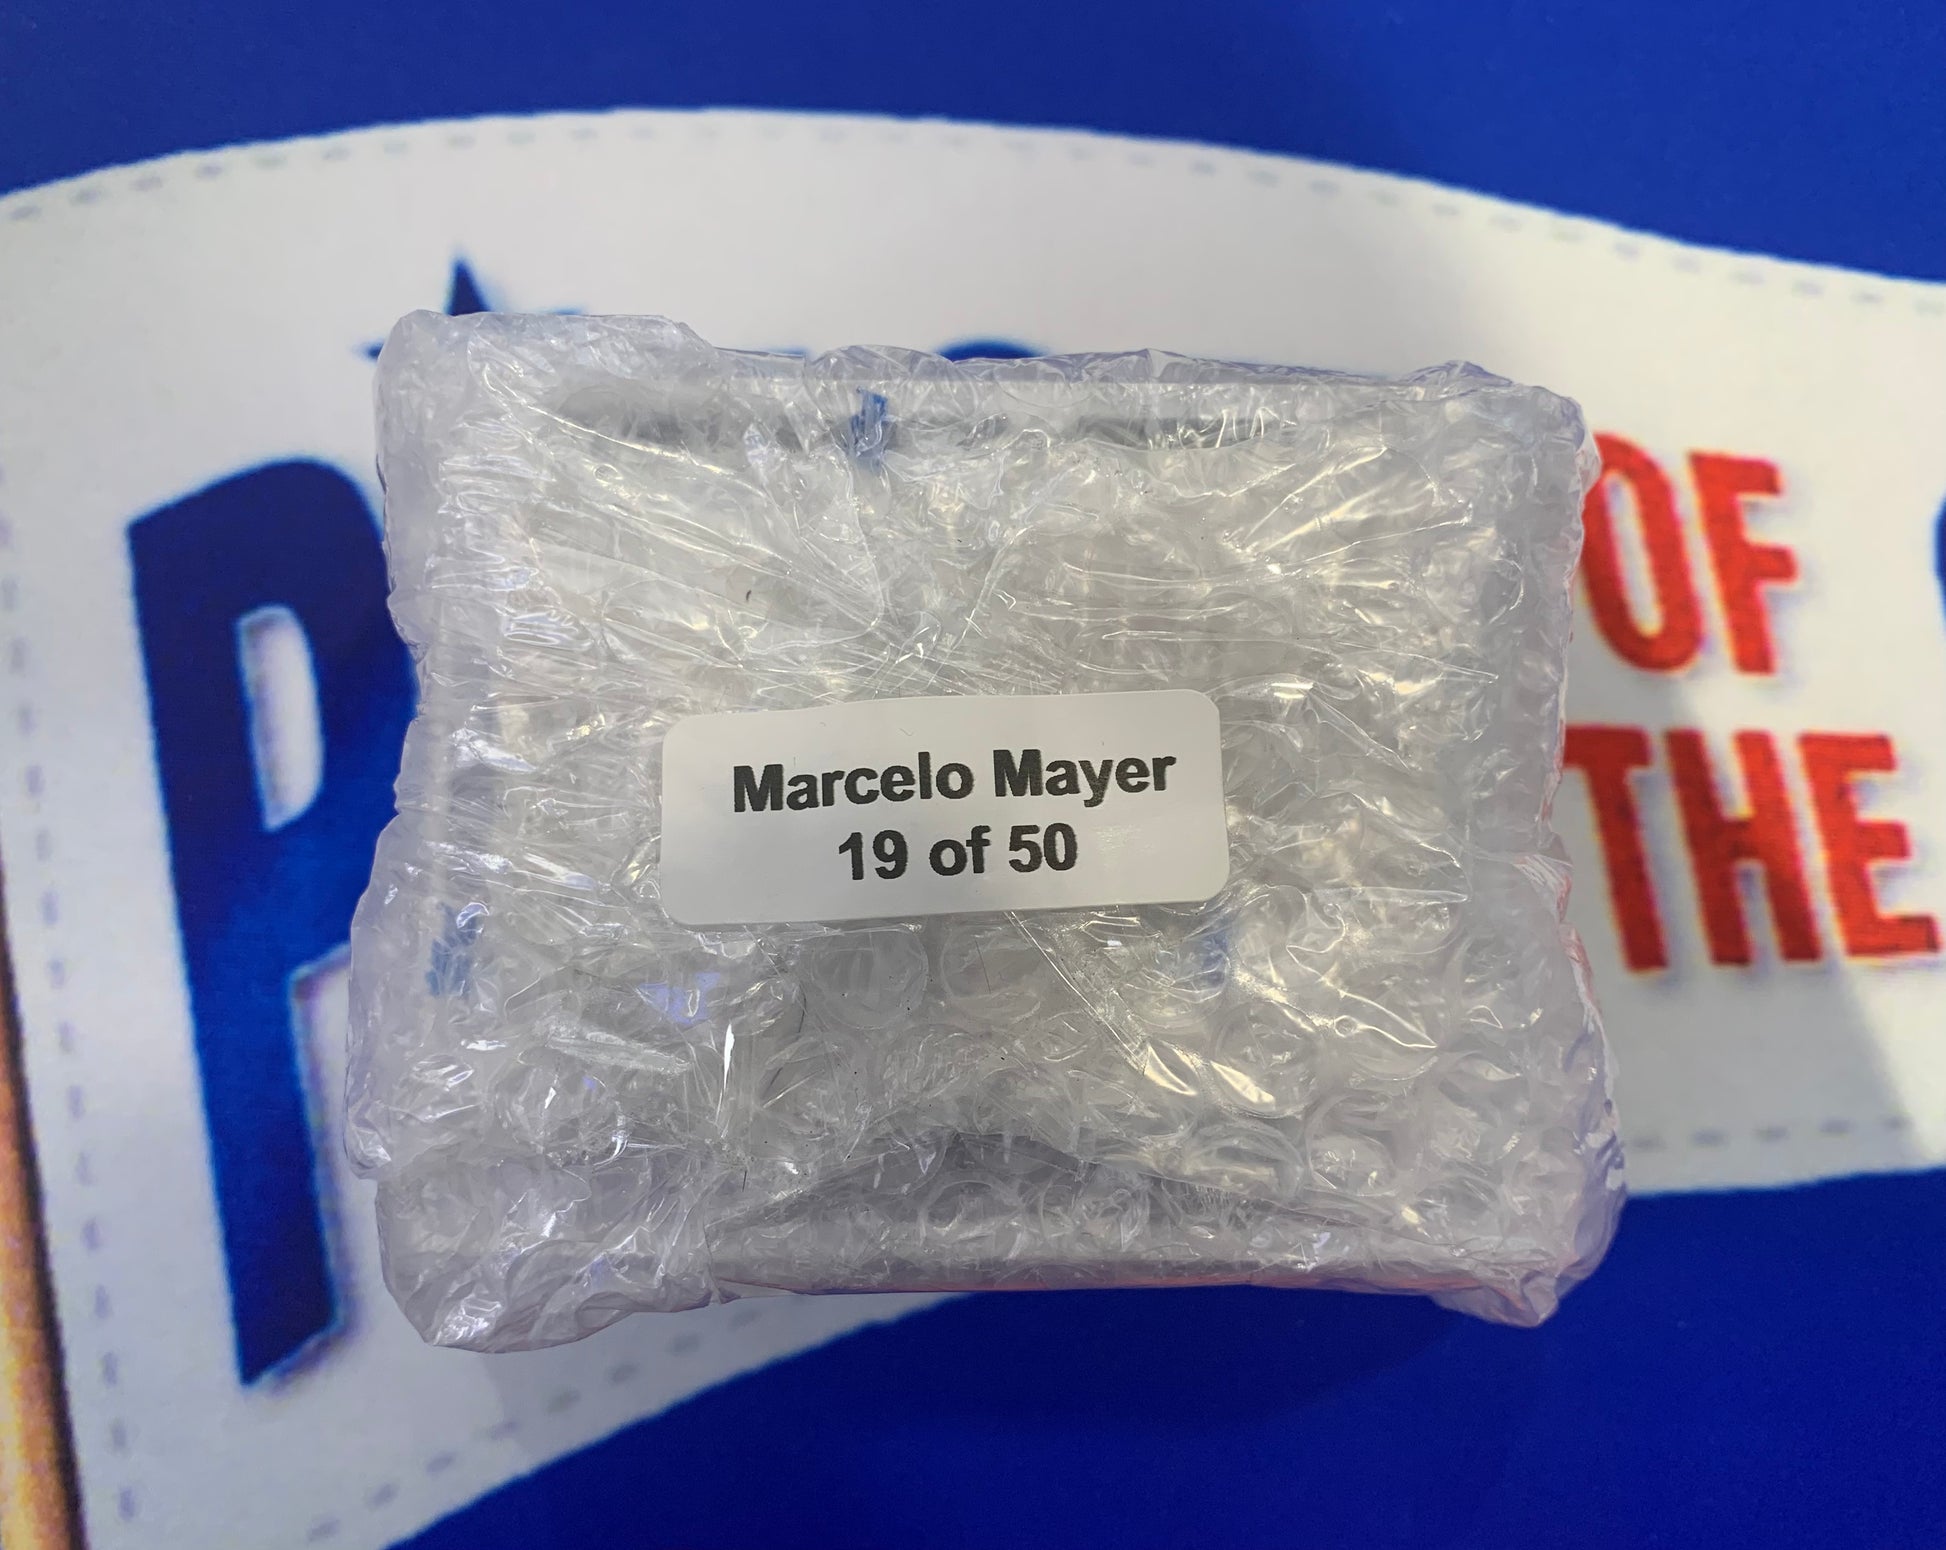 P
OF
THE
Marcelo Mayer
19 of 50